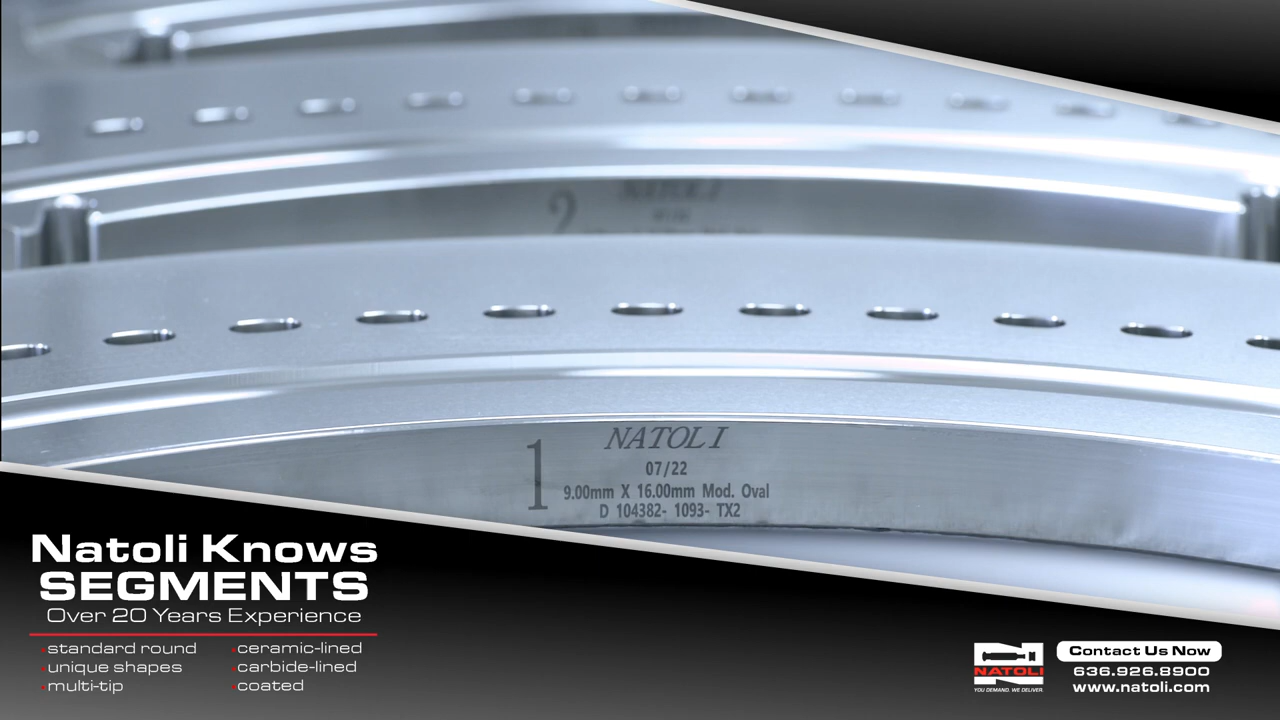 2 NATOLI
1
NATOLI
07/22
9.00mm X 16.00mm Mod. Oval
D 104382- 1093- TX2
Natoli Knows
SEGMENTS
Over 20 Years Experience
standard round
unique shapes
multi-tip
ceramic-lined
carbide-lined
coated
NATOLI
YOU DEMAND. WE DELIVER.
Contact Us Now
636.926.8900
www.natoli.com